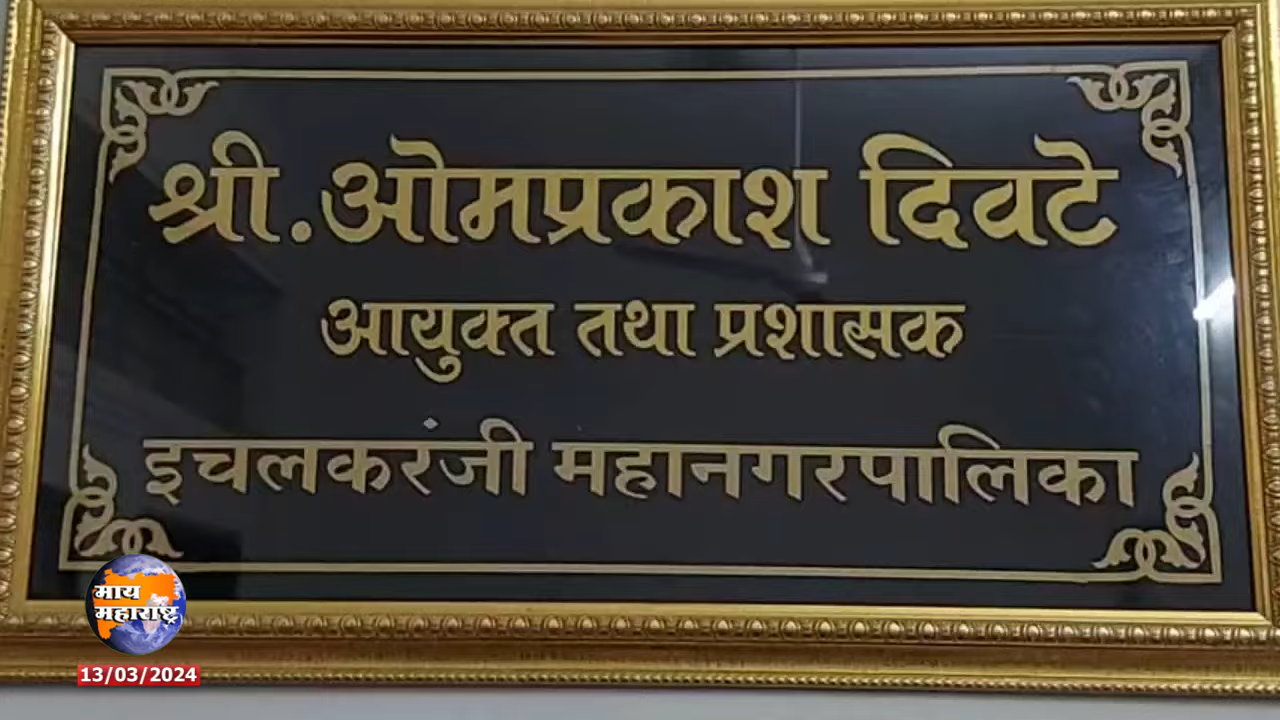 श्री.ओमप्रकाश दिवटे
आयुक्त तथा प्रशासक
इचलकरंजी महानगरपालिका
माय
महाराष्ट्र
13/03/2024